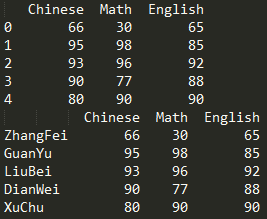 Chinese Math English
0 66 30 65
1 95 98 85
2 93 96 92
3 90 77 88
4 80 90 90
Chinese Math English
ZhangFei 66 30 65
GuanYu 95 98 85
LiuBei 93 96 92
DianWei 90 77 88
XuChu 80 90 90